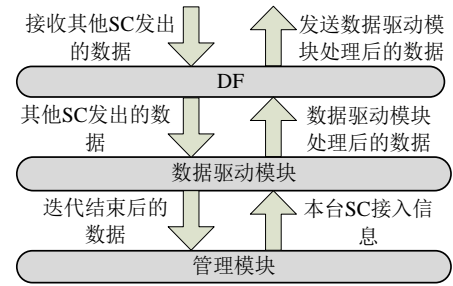 接收其他SC发出
的数据
发送数据驱动模
块处理后的数据
DF
其他SC发出的数
据
数据驱动模块
处理后的数据
数据驱动模块
迭代结束后的
数据
本台SC接入信
息
管理模块